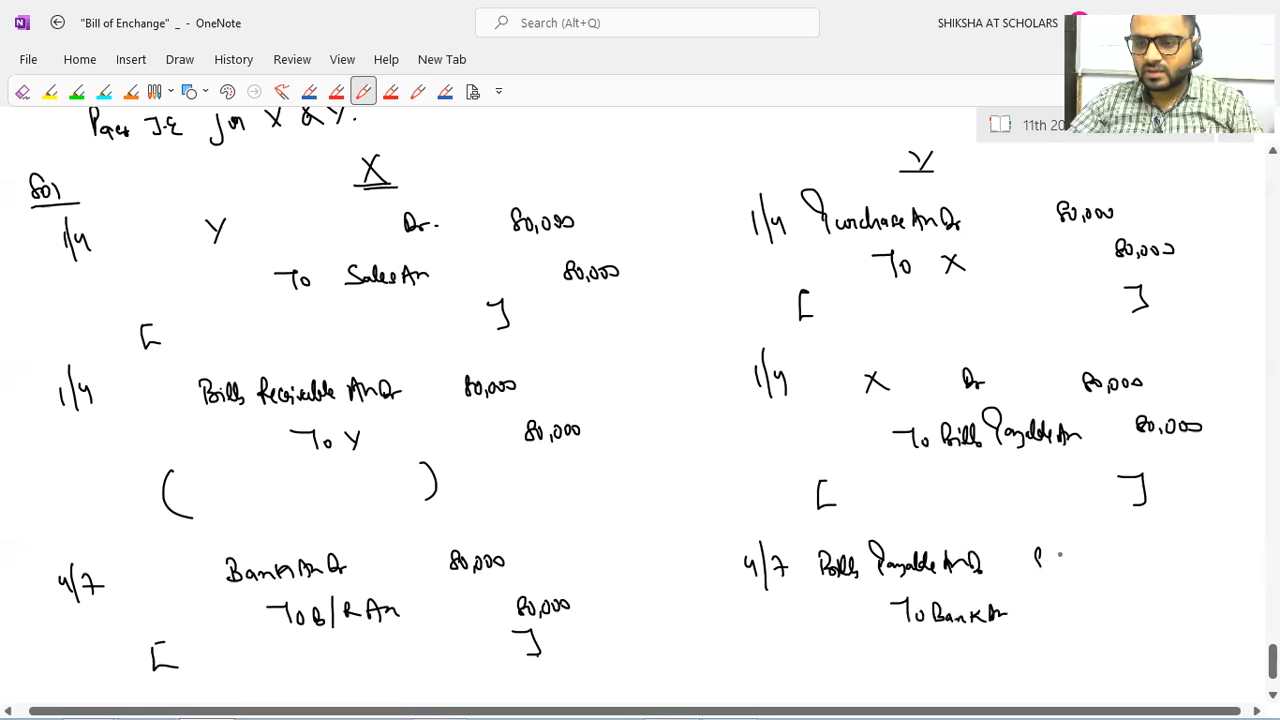 "Bill of Enchange" _ - OneNote
Search (Alt+Q)
SHIKSHA AT SCHOLARS
File Home Insert Draw History Review View Help New Tab
11th 20
Pass J.E for X & Y.
X
Y
Sol
1/4 Y Dr. 80,000
To Sales A/c 80,000
[ ]
1/4 Bills Receivable A/c Dr 80,000
To Y 80,000
( )
4/7 Bank A/c Dr 80,000
To B/R A/c 80,000
[ ]
1/4 Purchase A/c Dr 80,000
To X 80,000
[ ]
1/4 X Dr 80,000
To Bills Payable A/c 80,000
[ ]
4/7 Bills Payable A/c Dr
To Bank A/c